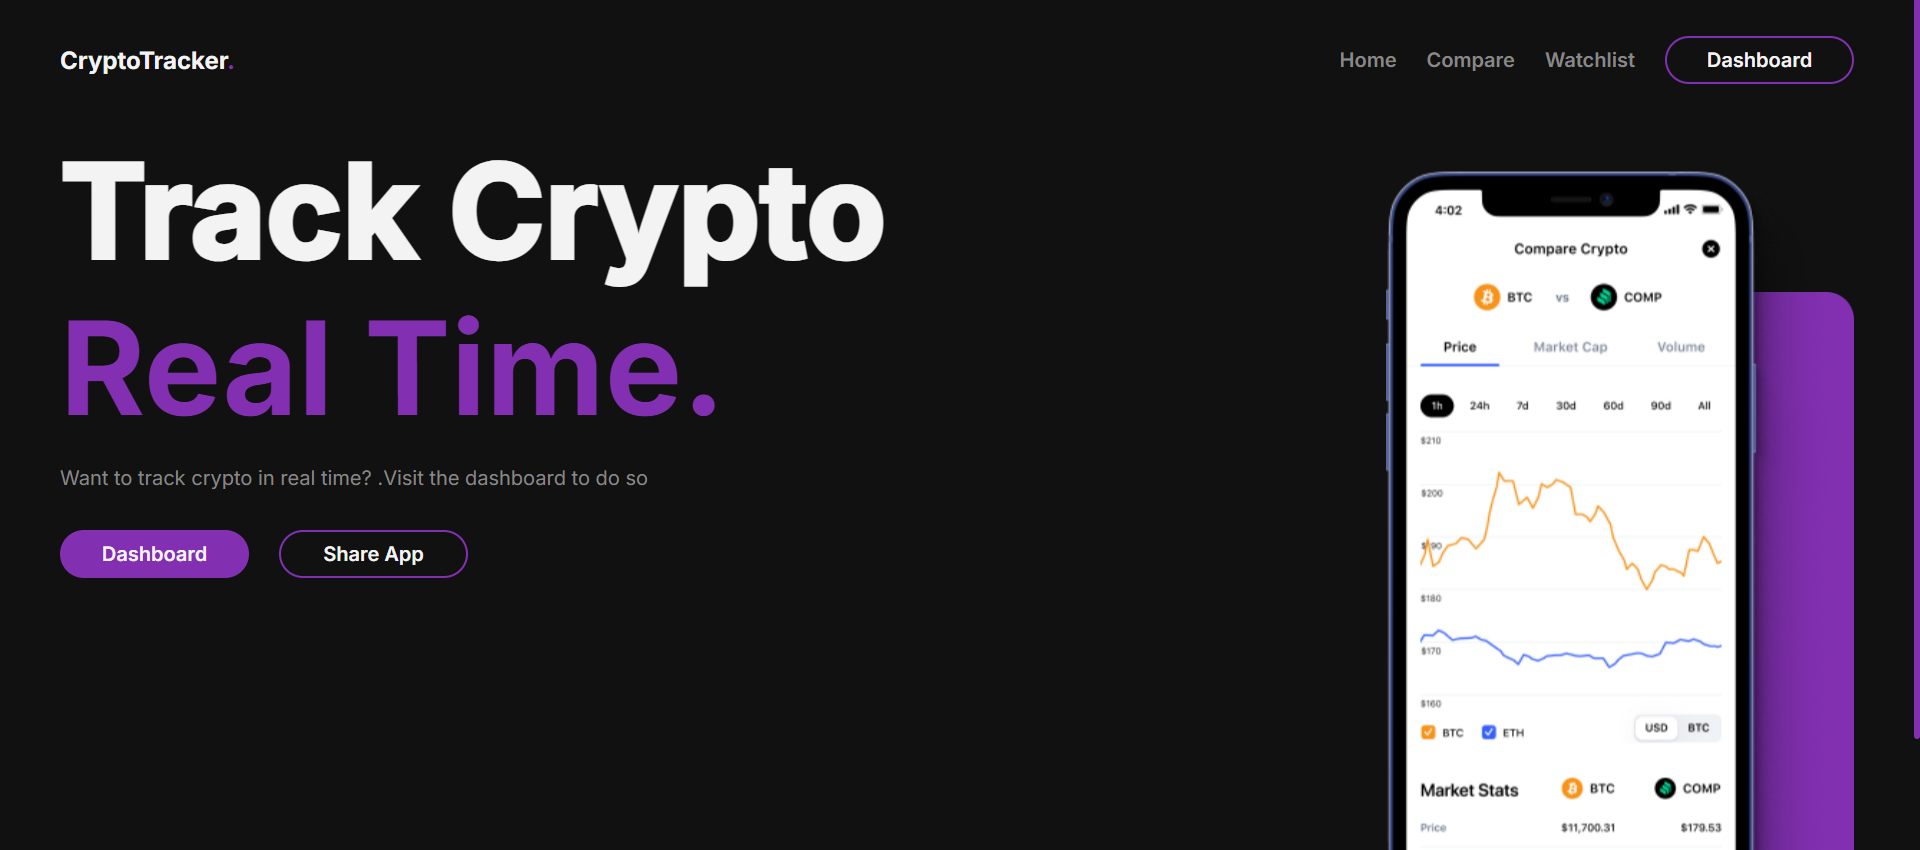 CryptoTracker.
Home Compare Watchlist Dashboard
Track Crypto
Real Time.
Want to track crypto in real time? .Visit the dashboard to do so
Dashboard Share App
4:02
Compare Crypto
BTC vs COMP
Price Market Cap Volume
1h 24h 7d 30d 60d 90d All
$210
$200
$190
$180
$170
$160
BTC ETH USD BTC
Market Stats BTC COMP
Price $11,700.31 $179.53